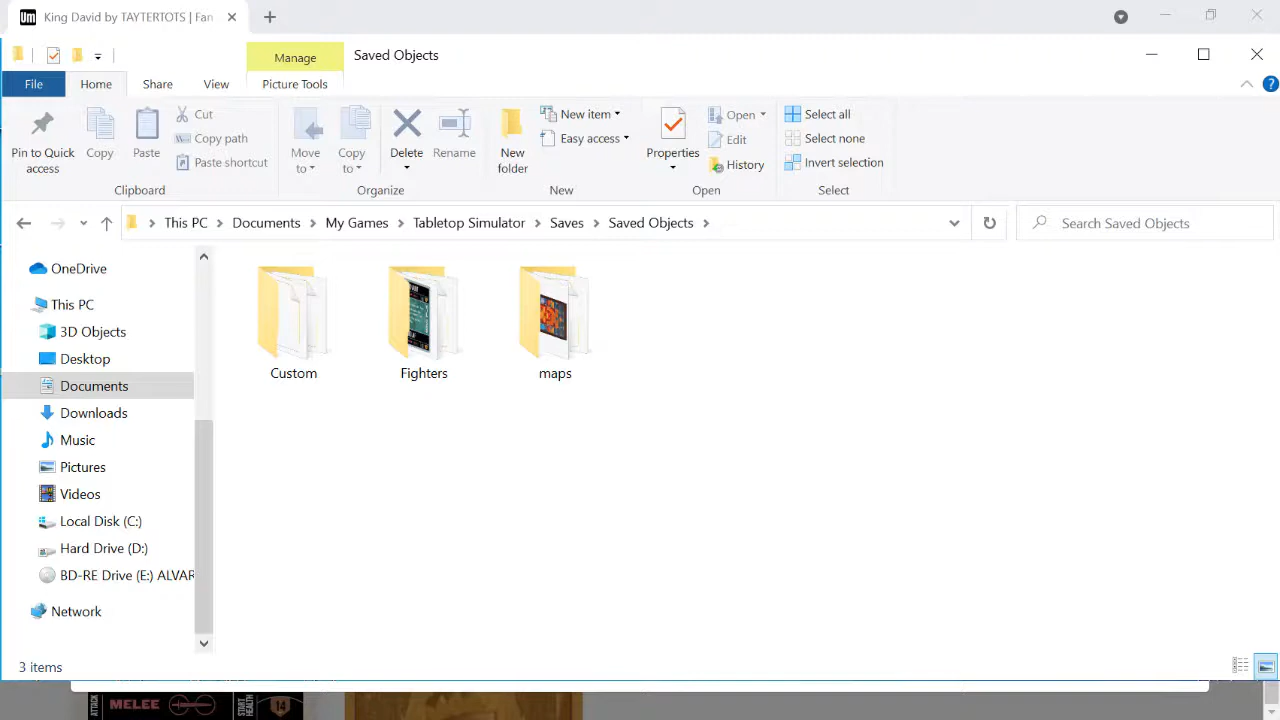 Um King David by TAYTERTOTS | Fan
Manage Saved Objects
File Home Share View Picture Tools
Pin to Quick access
Copy
Paste
Cut
Copy path
Paste shortcut
Clipboard
Move to
Copy to
Delete
Rename
Organize
New folder
New item
Easy access
New
Properties
Open
Edit
History
Open
Select all
Select none
Invert selection
Select
This PC Documents My Games Tabletop Simulator Saves Saved Objects
Search Saved Objects
OneDrive
This PC
3D Objects
Desktop
Documents
Downloads
Music
Pictures
Videos
Local Disk (C:)
Hard Drive (D:)
BD-RE Drive (E:) ALVAR
Network
Custom
Fighters
maps
3 items
ATTACK MELEE START HEALTH 14